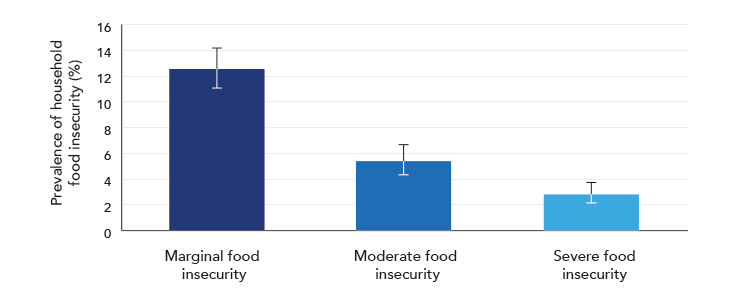 Prevalence of household
food insecurity (%)
16
14
12
10
8
6
4
2
0
Marginal food
insecurity
Moderate food
insecurity
Severe food
insecurity